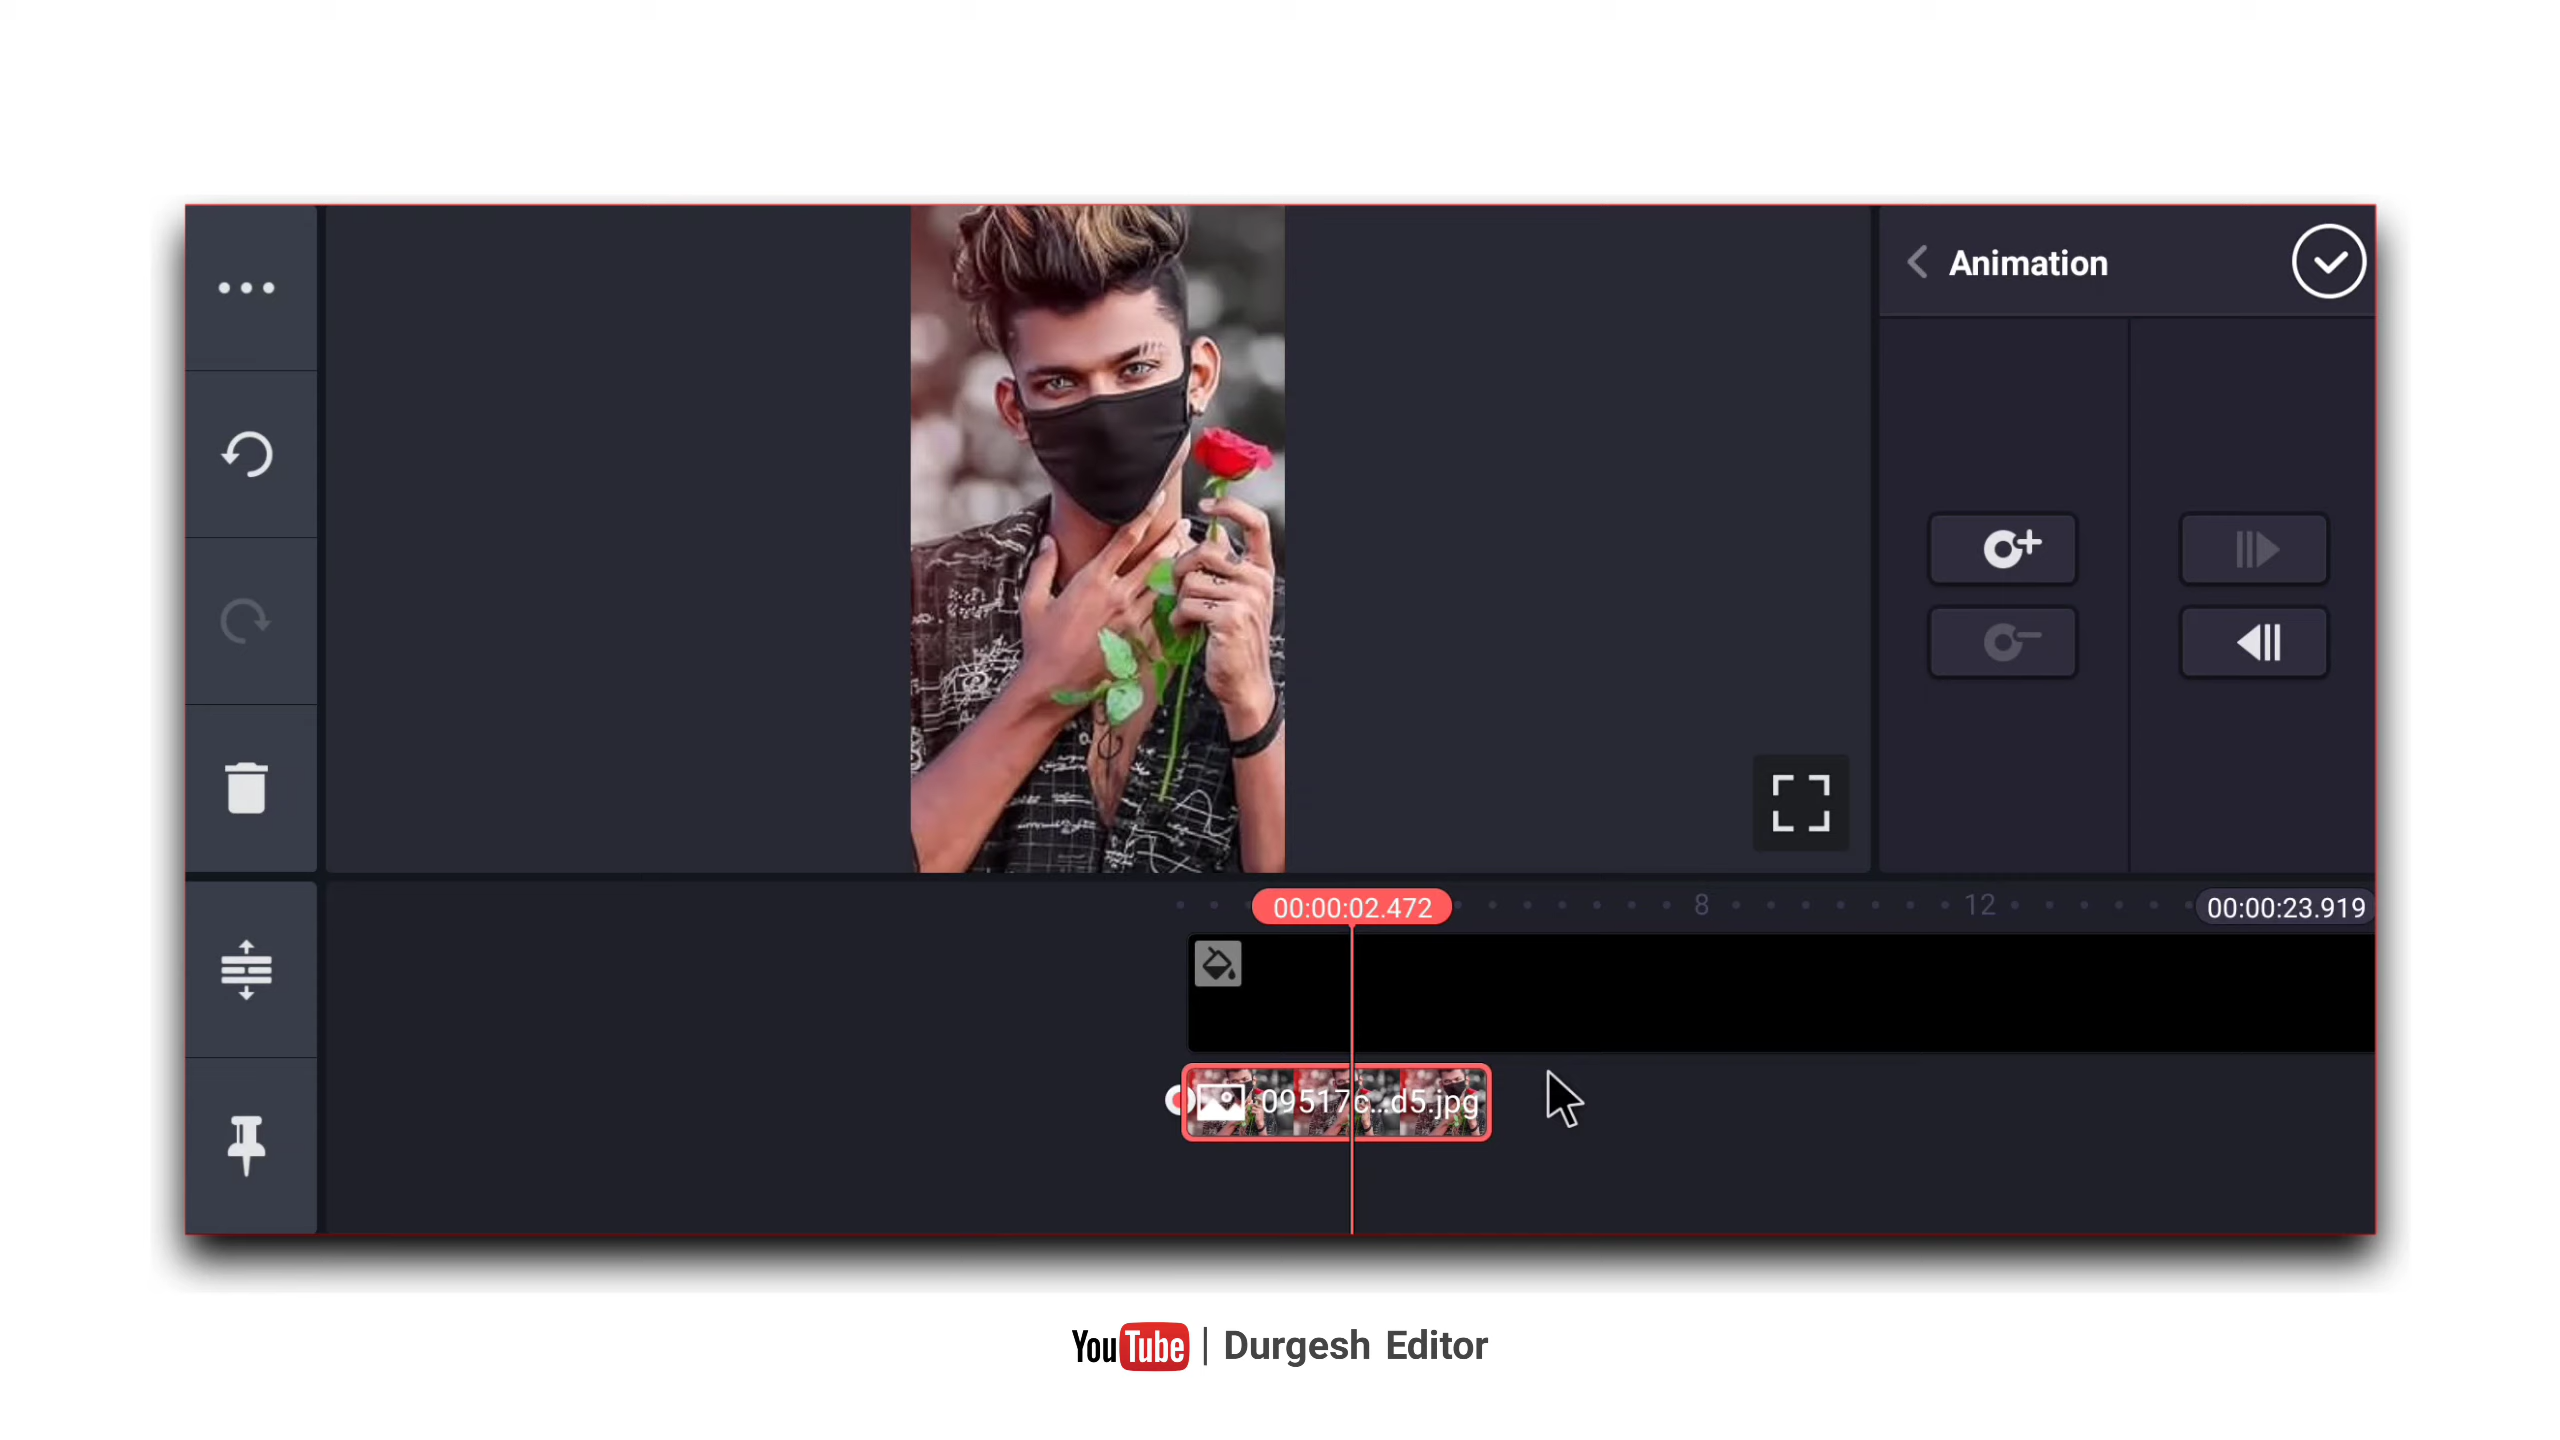 Animation
00:00:02.472
8
12
00:00:23.919
09517c...d5.jpg
YouTube | Durgesh Editor